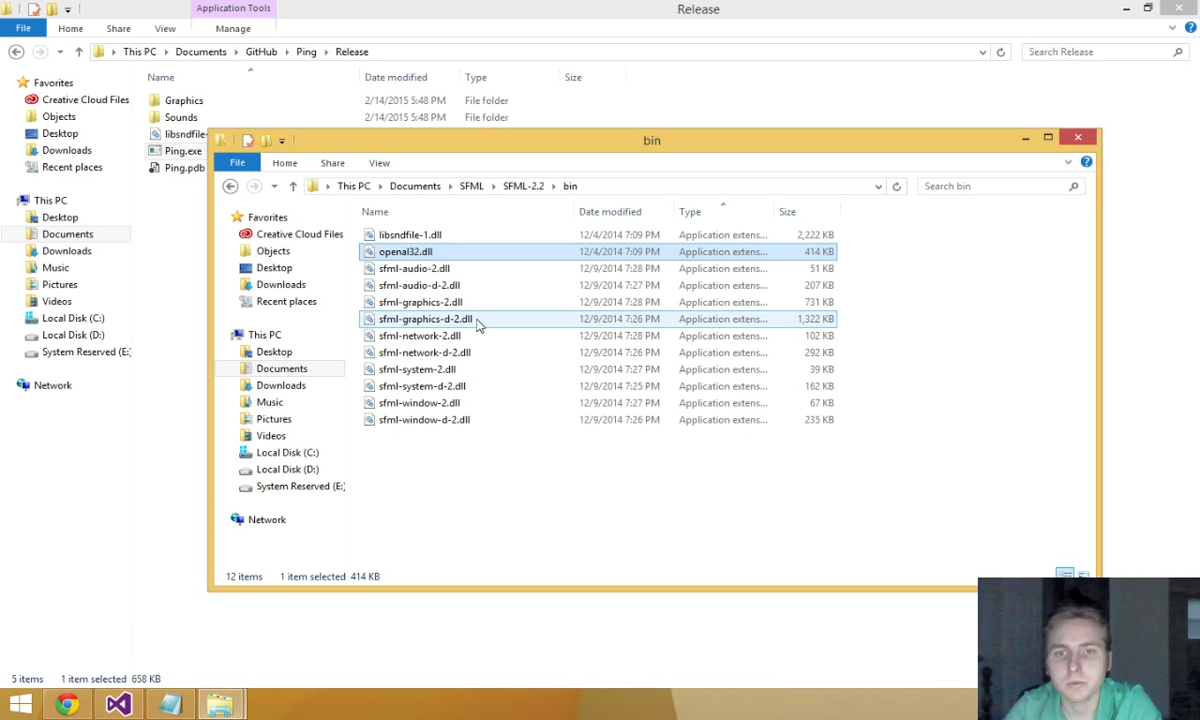 Application Tools
Release
File Home Share View Manage
This PC Documents GitHub Ping Release
Search Release
Name Date modified Type Size
Favorites
Creative Cloud Files
Objects
Desktop
Downloads
Recent places
This PC
Desktop
Documents
Downloads
Music
Pictures
Videos
Local Disk (C:)
Local Disk (D:)
System Reserved (E:
Network
Graphics 2/14/2015 5:48 PM File folder
Sounds 2/14/2015 5:48 PM File folder
libsndfile-
Ping.exe
Ping.pdb
bin
File Home Share View
This PC Documents SFML SFML-2.2 bin
Search bin
Name Date modified Type Size
Favorites
Creative Cloud Files
Objects
Desktop
Downloads
Recent places
This PC
Desktop
Documents
Downloads
Music
Pictures
Videos
Local Disk (C:)
Local Disk (D:)
System Reserved (E:
Network
libsndfile-1.dll 12/4/2014 7:09 PM Application extens... 2,222 KB
openal32.dll 12/4/2014 7:09 PM Application extens... 414 KB
sfml-audio-2.dll 12/9/2014 7:28 PM Application extens... 51 KB
sfml-audio-d-2.dll 12/9/2014 7:27 PM Application extens... 207 KB
sfml-graphics-2.dll 12/9/2014 7:28 PM Application extens... 731 KB
sfml-graphics-d-2.dll 12/9/2014 7:26 PM Application extens... 1,322 KB
sfml-network-2.dll 12/9/2014 7:28 PM Application extens... 102 KB
sfml-network-d-2.dll 12/9/2014 7:26 PM Application extens... 292 KB
sfml-system-2.dll 12/9/2014 7:27 PM Application extens... 39 KB
sfml-system-d-2.dll 12/9/2014 7:25 PM Application extens... 162 KB
sfml-window-2.dll 12/9/2014 7:27 PM Application extens... 67 KB
sfml-window-d-2.dll 12/9/2014 7:26 PM Application extens... 235 KB
12 items 1 item selected 414 KB
5 items 1 item selected 658 KB